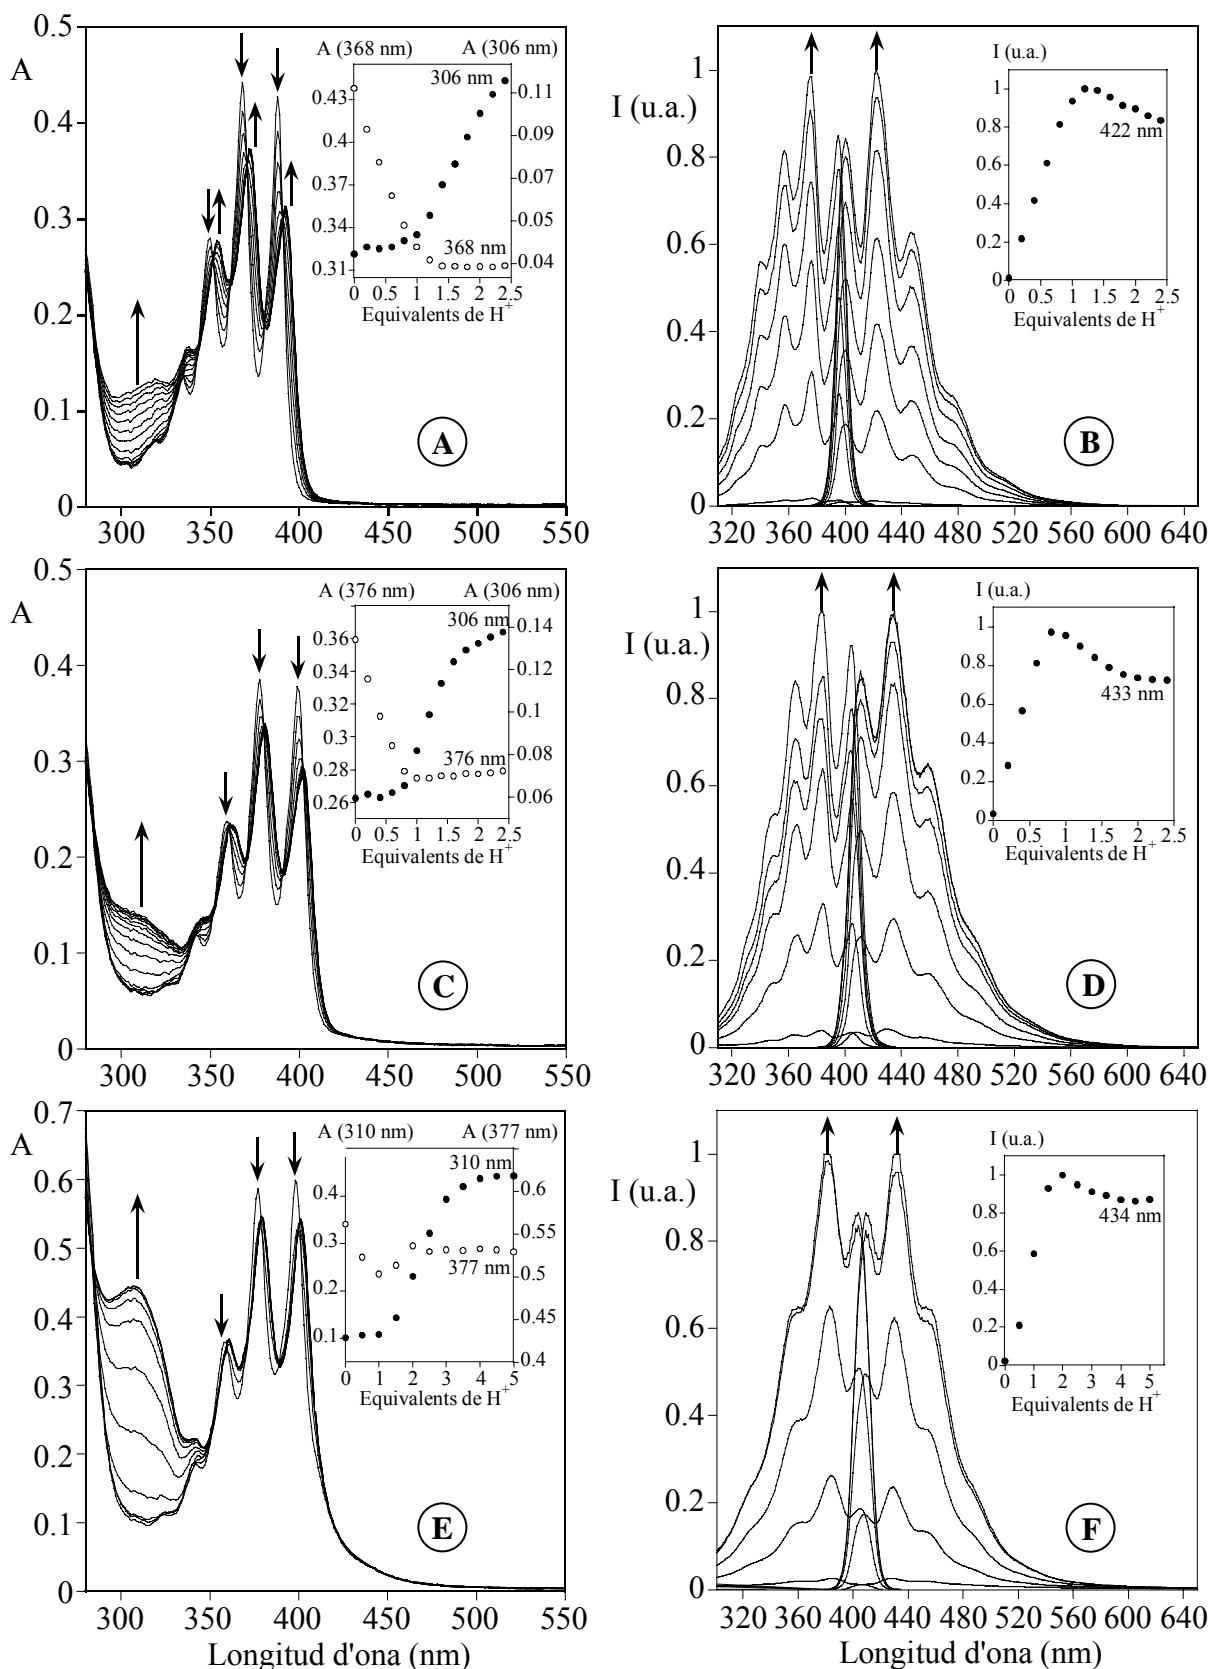 0.5
A
0.4
0.3
0.2
0.1
0
300 350 400 450 500 550
A (368 nm) A (306 nm)
306 nm
0.43
0.4
0.37
0.34
0.31
0.11
0.09
0.07
0.05
0.04
368 nm
0 0.5 1 1.5 2 2.5
Equivalents de H+
A
I (u.a.)
1
0.8
0.6
0.4
0.2
0
320 360 400 440 480 520 560 600 640
I (u.a.)
1
0.8
0.6
0.4
0.2
0
422 nm
0 0.5 1 1.5 2 2.5
Equivalents de H+
B
0.5
A
0.4
0.3
0.2
0.1
0
300 350 400 450 500 550
A (376 nm) A (306 nm)
306 nm
0.36
0.34
0.32
0.3
0.28
0.26
0.14
0.12
0.1
0.08
0.06
376 nm
0 0.5 1 1.5 2 2.5
Equivalents de H+
C
I (u.a.)
1
0.8
0.6
0.4
0.2
0
320 360 400 440 480 520 560 600 640
I (u.a.)
1
0.8
0.6
0.4
0.2
0
433 nm
0 0.5 1 1.5 2 2.5
Equivalents de H+
D
0.7
A
0.6
0.5
0.4
0.3
0.2
0.1
0
300 350 400 450 500 550
Longitud d'ona (nm)
A (310 nm) A (377 nm)
310 nm
0.4
0.3
0.2
0.1
0.6
0.55
0.5
0.45
0.4
377 nm
0 1 2 3 4 5
Equivalents de H+
E
I (u.a.)
1
0.8
0.6
0.4
0.2
0
320 360 400 440 480 520 560 600 640
Longitud d'ona (nm)
I (u.a.)
1
0.8
0.6
0.4
0.2
0
434 nm
0 1 2 3 4 5
Equivalents de H+
F